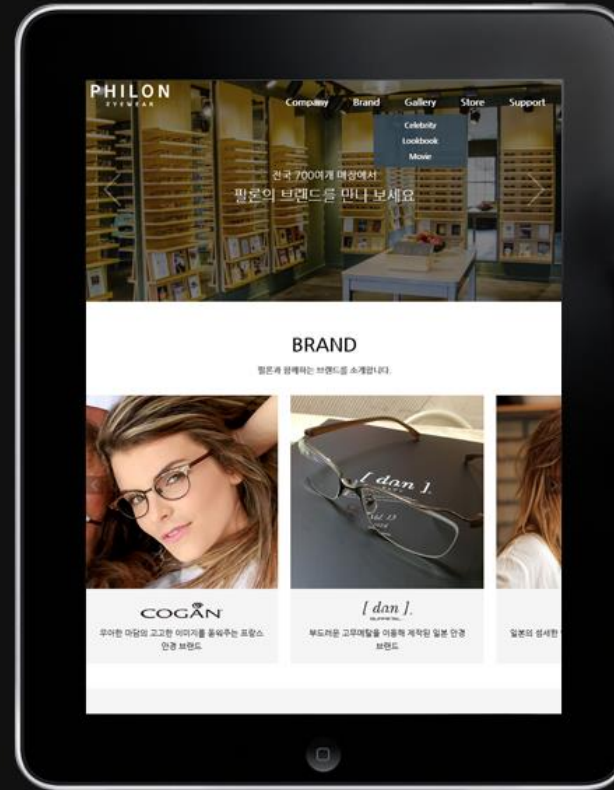 PHILON
EYEWEAR
Company Brand Gallery Store Support
Celebrity
Lookbook
Movie
전국 700여개 매장에서
필론의 브랜드를 만나 보세요
BRAND
필론과 함께하는 브랜드를 소개합니다.
[ dan ].
COGAN
우아한 마담의 고고한 이미지를 돋워주는 프랑스
안경 브랜드
[ dan ].
부드러운 고무메탈을 이용해 제작된 일본 안경
브랜드
일본의 섬세한